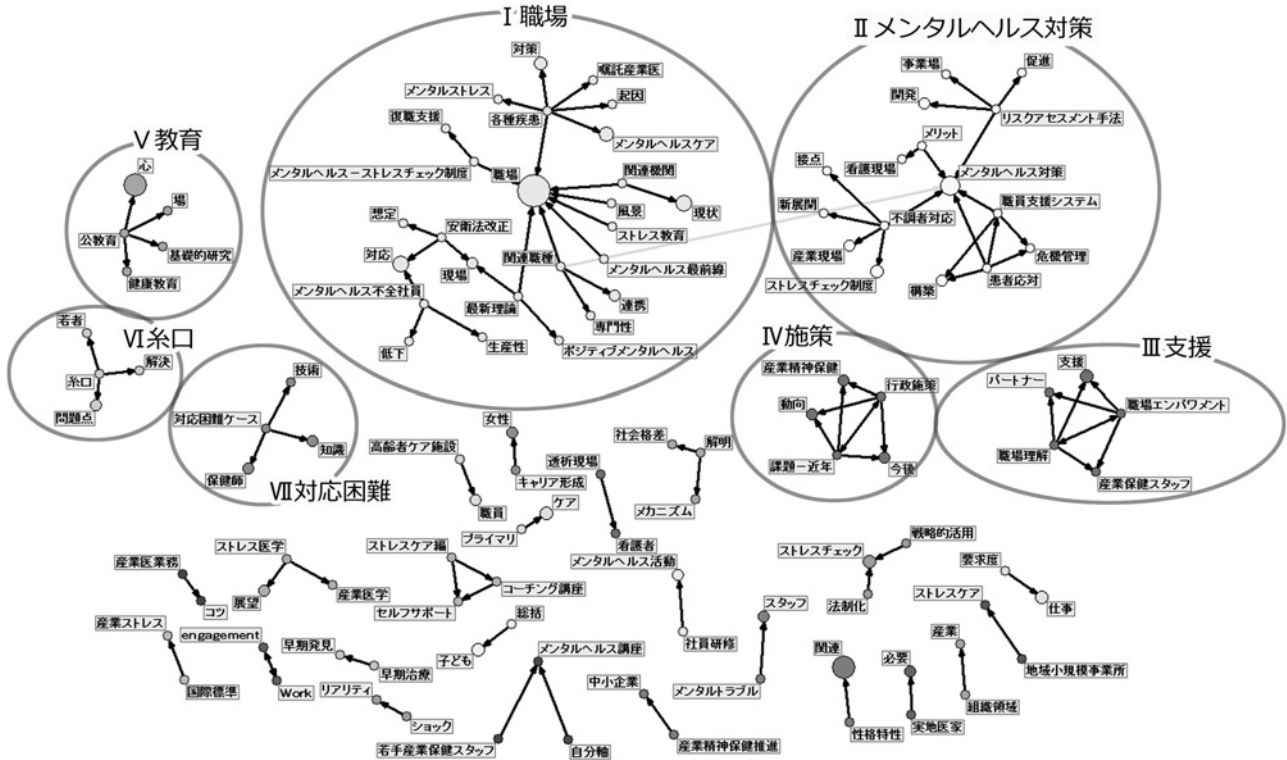 Ⅰ職場
対策
嘱託産業医
メンタルストレス
起因
各種疾患
復職支援
メンタルヘルスケア
メンタルヘルス－ストレスチェック制度
職場
関連機関
現状
風景
想定
安衛法改正
ストレス教育
対応
現場
関連職種
メンタルヘルス最前線
メンタルヘルス不全社員
最新理論
連携
専門性
低下
生産性
ポジティブメンタルヘルス
Ⅱメンタルヘルス対策
事業場
促進
開発
リスクアセスメント手法
メリット
接点
看護現場
メンタルヘルス対策
新展開
不調者対応
職員支援システム
産業現場
危機管理
ストレスチェック制度
患者応対
構築
Ⅴ教育
心
場
公教育
基礎的研究
健康教育
Ⅵ糸口
若者
解決
糸口
問題点
技術
対応困難ケース
知識
保健師
Ⅶ対応困難
Ⅳ施策
産業精神保健
行政施策
動向
課題－近年
今後
Ⅲ支援
支援
パートナー
職場エンパワメント
職場理解
産業保健スタッフ
高齢者ケア施設
職員
女性
キャリア形成
ケア
プライマリ
透析現場
看護者
社会格差
解明
メカニズム
産業医業務
コツ
ストレス医学
展望
産業医学
ストレスケア編
コーチング講座
セルフサポート
メンタルヘルス活動
社員研修
ストレスチェック
戦略的活用
法制化
要求度
仕事
ストレスケア
地域小規模事業所
産業ストレス
国際標準
engagement
Work
早期発見
早期治療
総括
子ども
リアリティ
ショック
メンタルヘルス講座
若手産業保健スタッフ
自分軸
中小企業
産業精神保健推進
スタッフ
メンタルトラブル
関連
性格特性
必要
実地医家
産業
組織領域